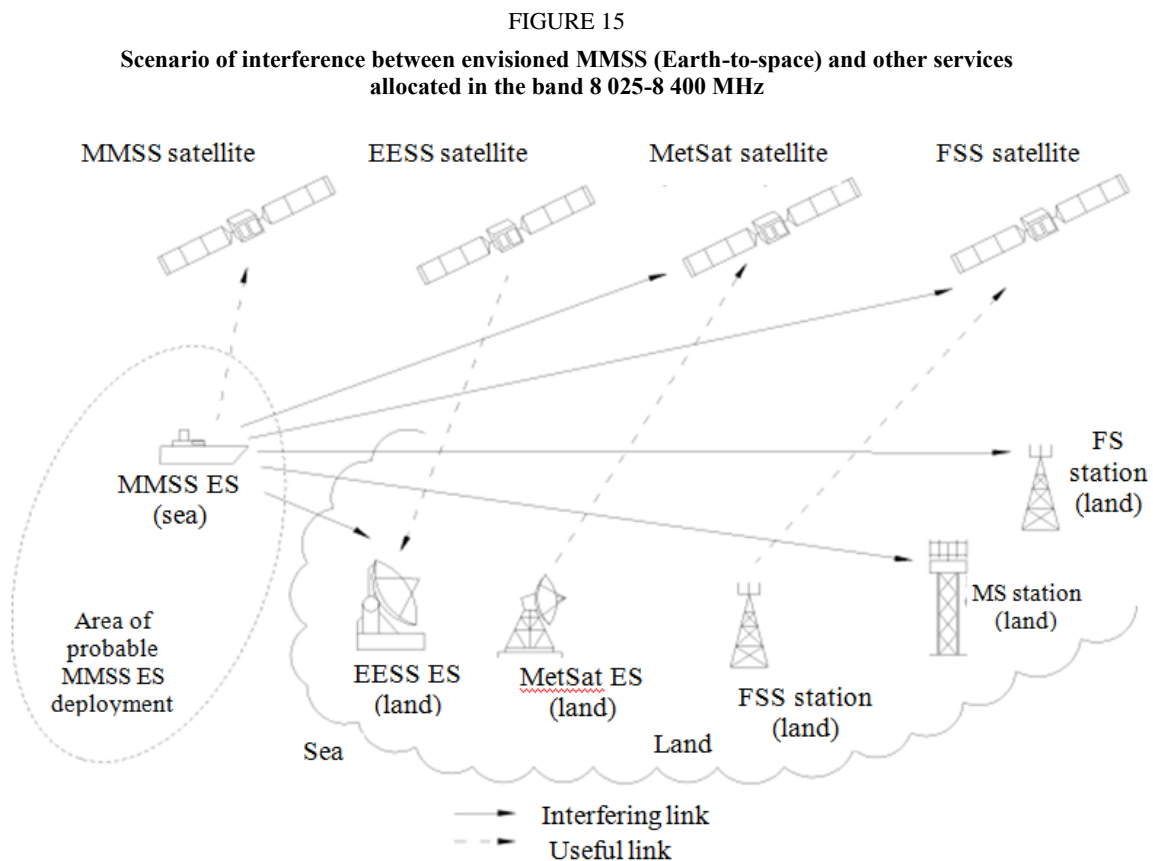 FIGURE 15
Scenario of interference between envisioned MMSS (Earth-to-space) and other services
allocated in the band 8 025-8 400 MHz
MMSS satellite
EESS satellite
MetSat satellite
FSS satellite
MMSS ES
(sea)
FS
station
(land)
MS station
(land)
Area of
probable
MMSS ES
deployment
EESS ES
(land)
MetSat ES
(land)
FSS station
(land)
Sea
Land
Interfering link
Useful link